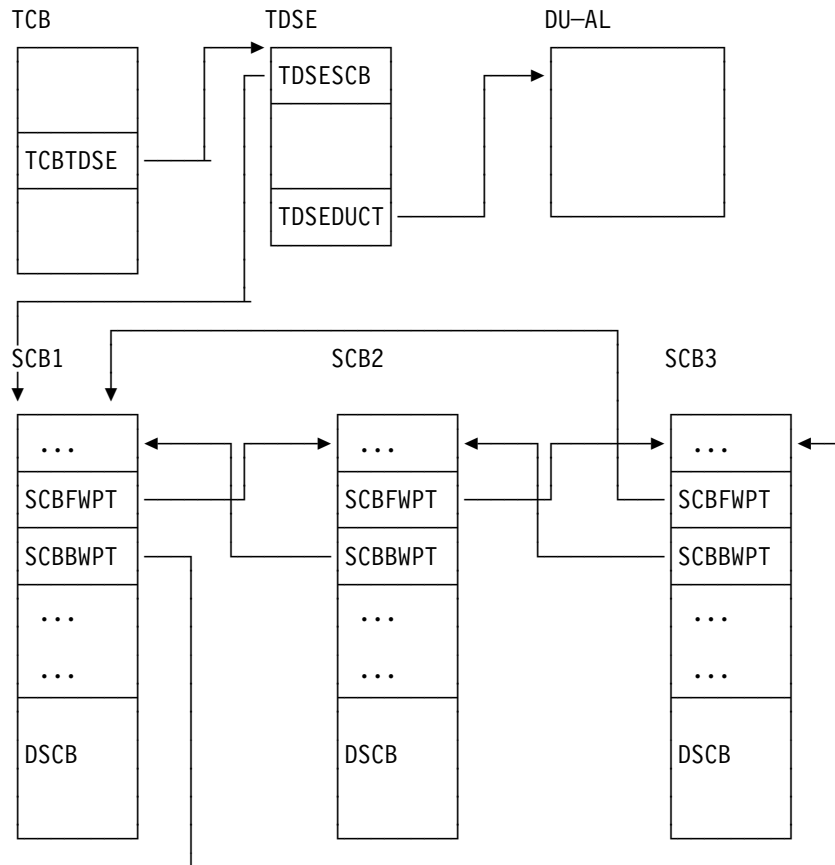 TCB TDSE DU–AL
TDSESCB
TCBTDSE
TDSEDUCT
SCB1 SCB2 SCB3
... ... ...
SCBFWPT SCBFWPT SCBFWPT
SCBBWPT SCBBWPT SCBBWPT
... ... ...
... ... ...
DSCB DSCB DSCB